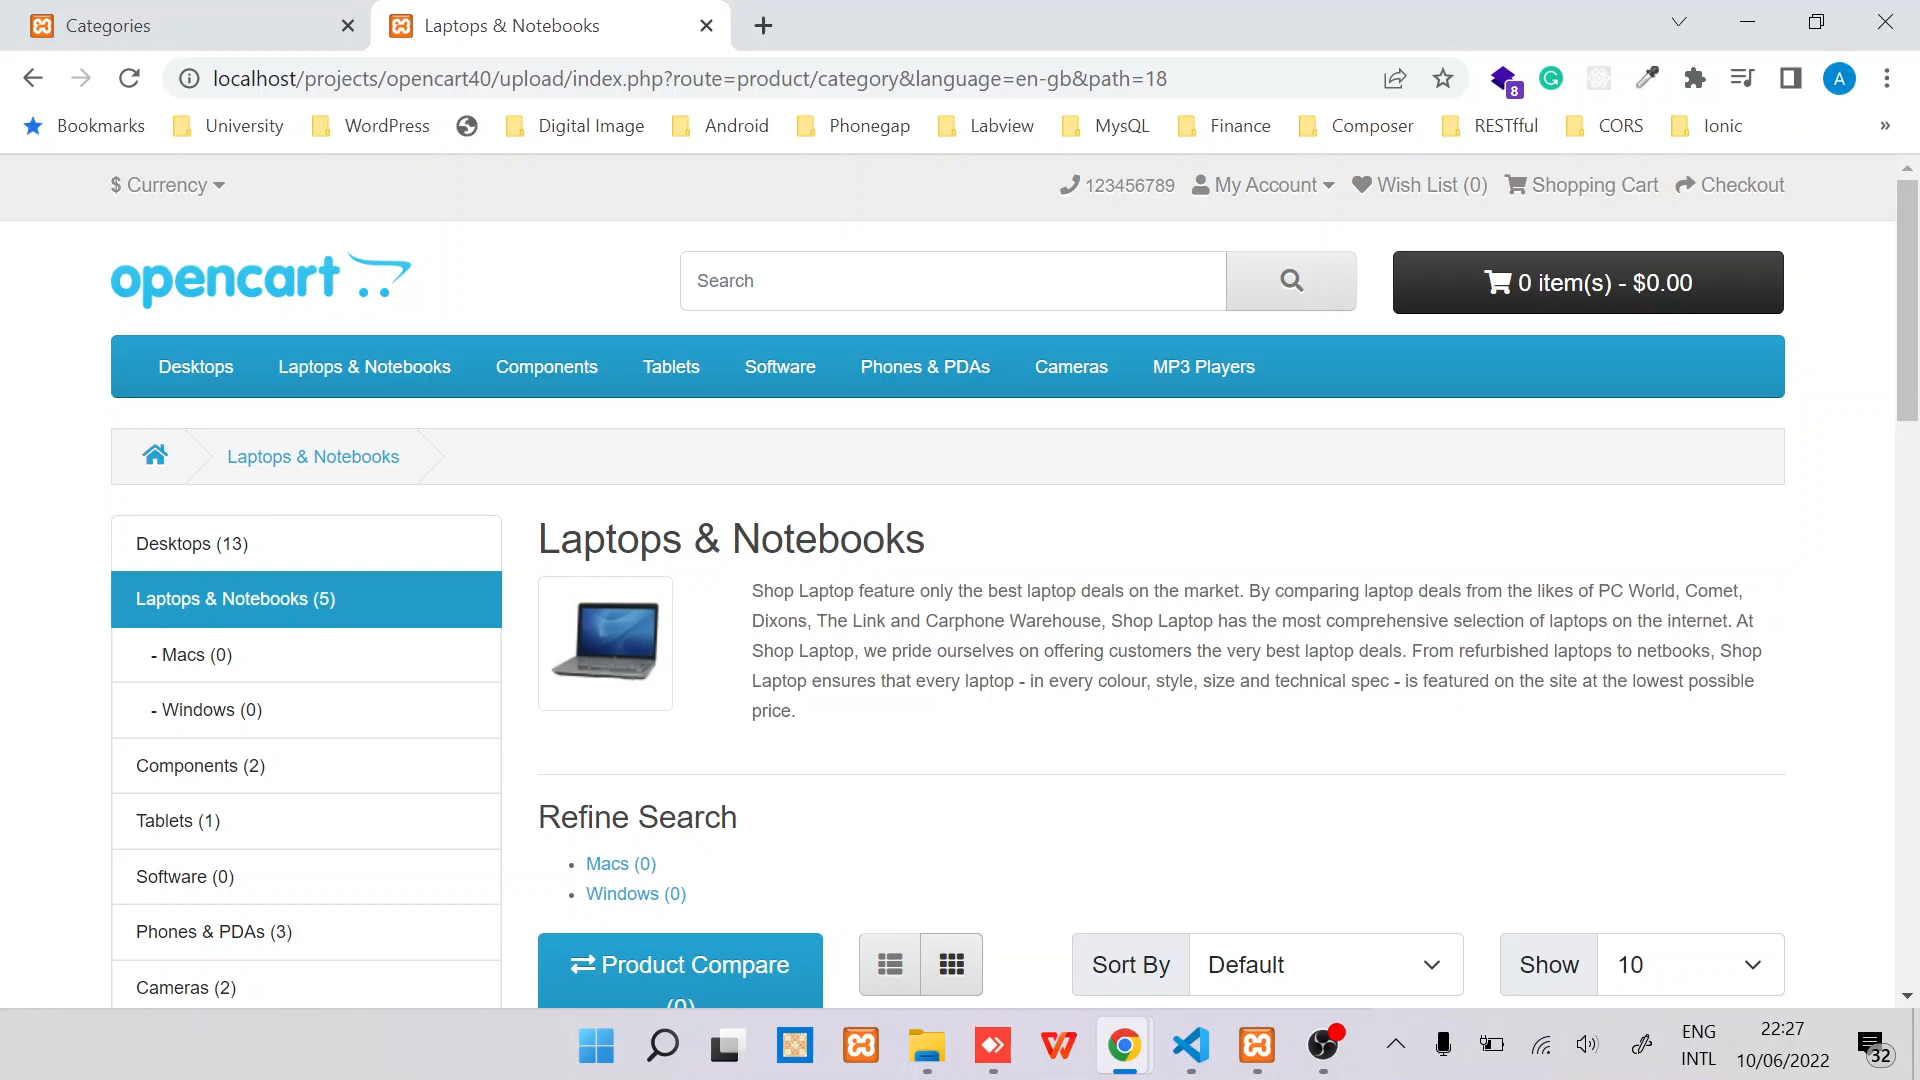 Categories
Laptops & Notebooks
localhost/projects/opencart40/upload/index.php?route=product/category&language=en-gb&path=18
8
A
Bookmarks
University
WordPress
Digital Image
Android
Phonegap
Labview
MysQL
Finance
Composer
RESTfful
CORS
Ionic
»
$ Currency
123456789
My Account
Wish List (0)
Shopping Cart
Checkout
opencart
Search
0 item(s) - $0.00
Desktops
Laptops & Notebooks
Components
Tablets
Software
Phones & PDAs
Cameras
MP3 Players
Laptops & Notebooks
Desktops (13)
Laptops & Notebooks (5)
- Macs (0)
- Windows (0)
Components (2)
Tablets (1)
Software (0)
Phones & PDAs (3)
Cameras (2)
Laptops & Notebooks
Shop Laptop feature only the best laptop deals on the market. By comparing laptop deals from the likes of PC World, Comet,
Dixons, The Link and Carphone Warehouse, Shop Laptop has the most comprehensive selection of laptops on the internet. At
Shop Laptop, we pride ourselves on offering customers the very best laptop deals. From refurbished laptops to netbooks, Shop
Laptop ensures that every laptop - in every colour, style, size and technical spec - is featured on the site at the lowest possible
price.
Refine Search
Macs (0)
Windows (0)
Product Compare
(0)
Sort By
Default
Show
10
ENG
INTL
22:27
10/06/2022
32